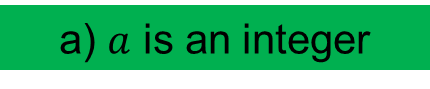 a) 𝑎 is an integer